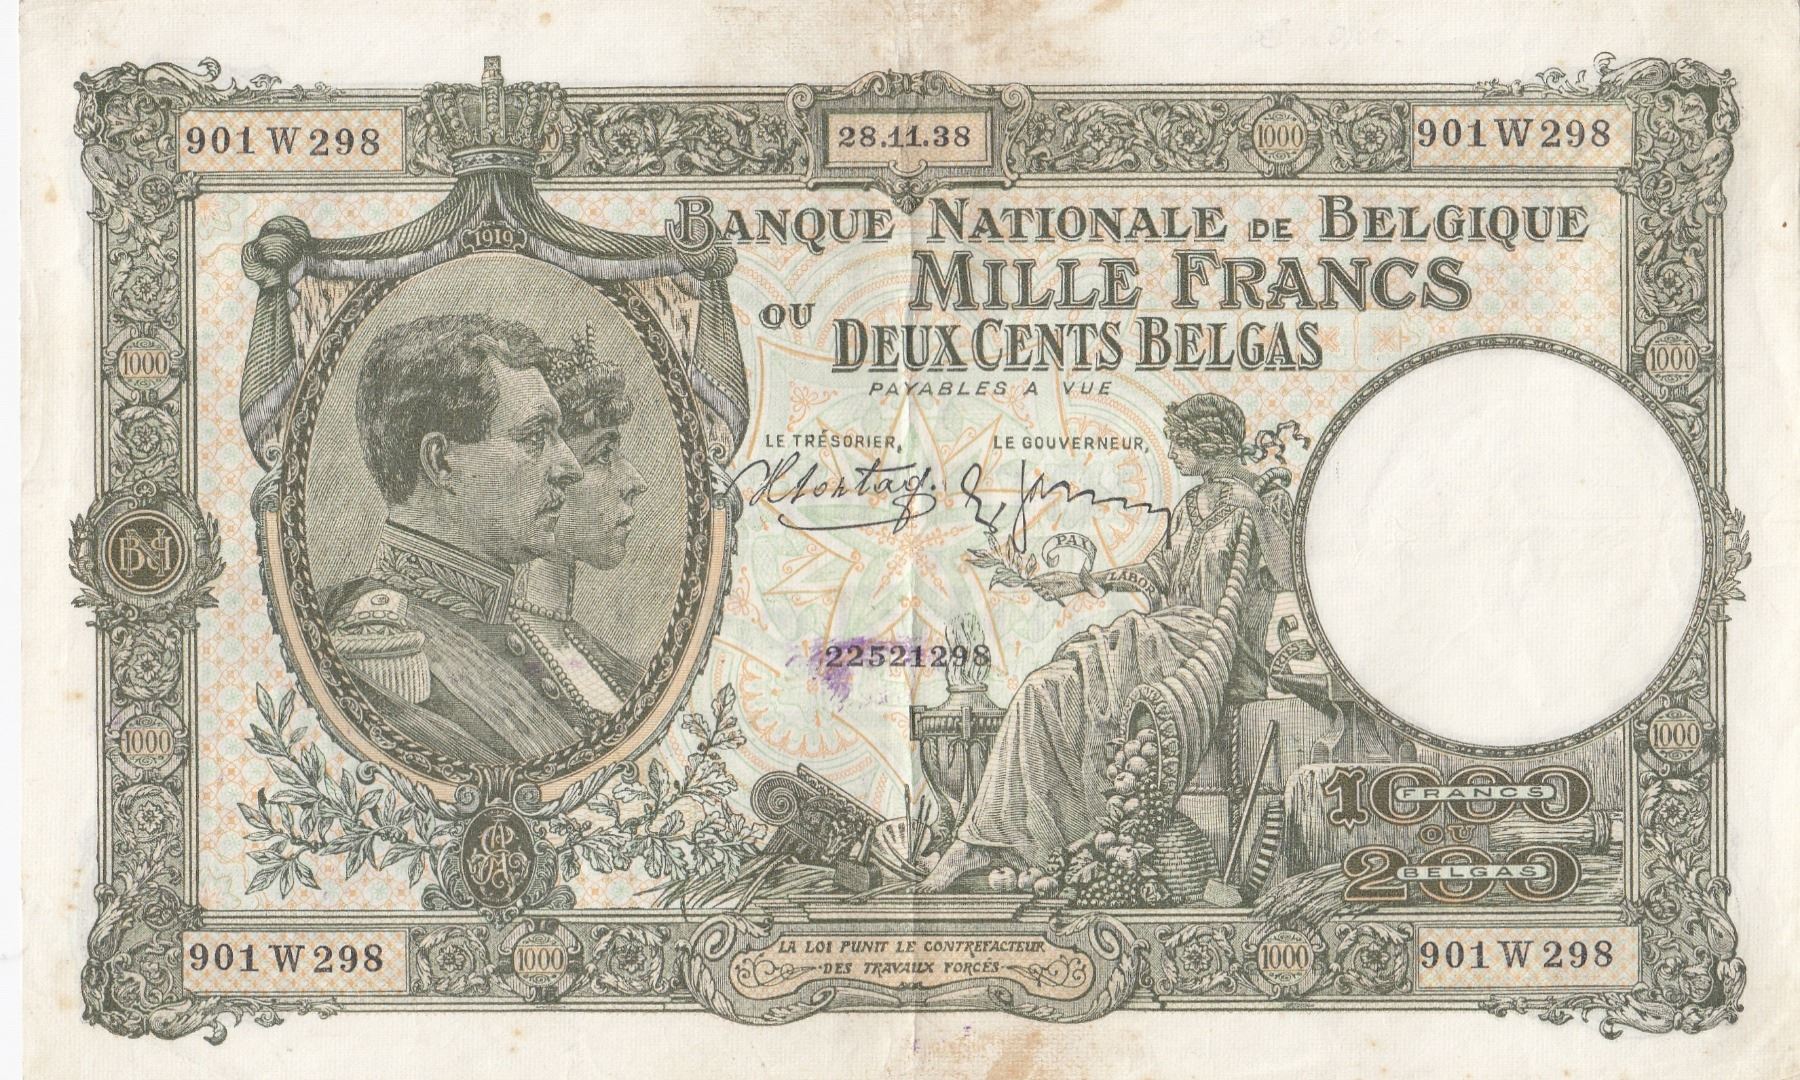 901 W 298
28.11.38
1000
901 W 298
1919
BANQUE NATIONALE DE BELGIQUE
MILLE FRANCS
OU
DEUX CENTS BELGAS
PAYABLES A VUE
1000
1000
LE TRÉSORIER, LE GOUVERNEUR,
PAX
LABOR
BNB
22521298
1000
1000
1000
FRANCS
OU
200
BELGAS
901 W 298
1000
LA LOI PUNIT LE CONTREFACTEUR
DES TRAVAUX FORCÉS
1000
901 W 298